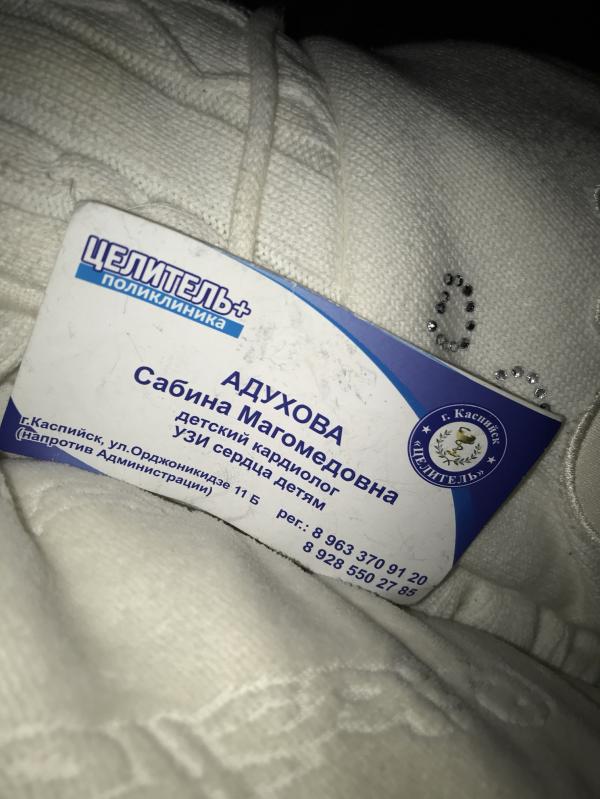 ЦЕЛИТЕЛЬ+
ПОЛИКЛИНИКА
АДУХОВА
Сабина Магомедовна
детский кардиолог
УЗИ сердца детям
г. Каспийск
"ЦЕЛИТЕЛЬ"
г.Каспийск, ул.Орджоникидзе 11 Б
(напротив Администрации)
рег.: 8 963 370 91 20
8 928 550 27 85